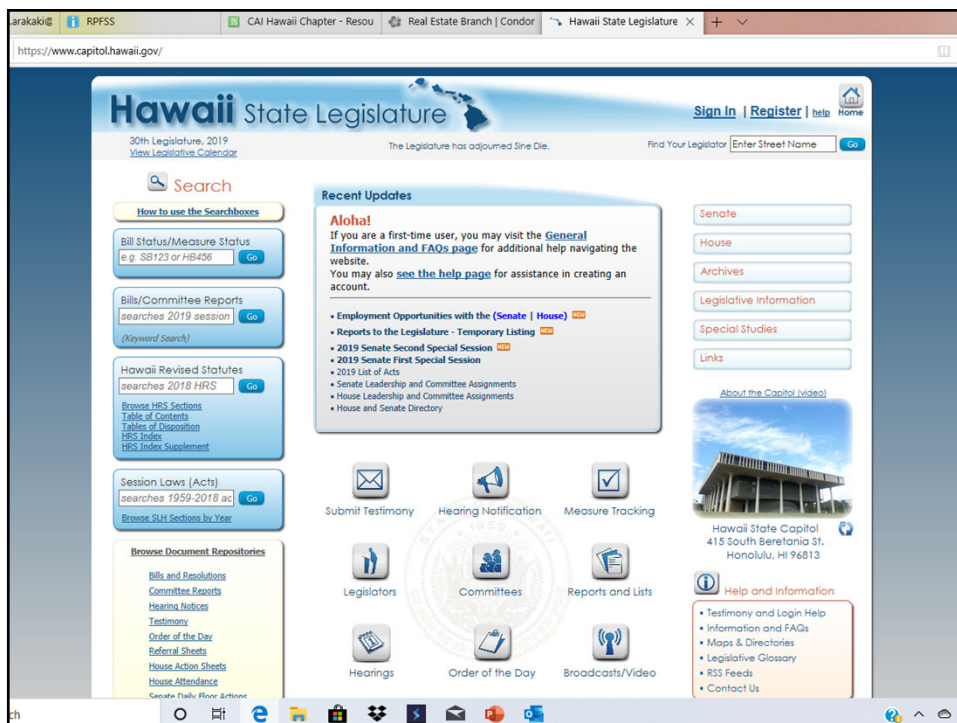 .arakaki@
RPFSS
CAI Hawaii Chapter - Resou
Real Estate Branch | Condor
Hawaii State Legislature
https://www.capitol.hawaii.gov/
Hawaii State Legislature
Sign In | Register | help
Home
30th Legislature, 2019
View Legislative Calendar
The Legislature has adjourned Sine Die.
Find Your Legislator
Enter Street Name
Go
Search
How to use the Searchboxes
Bill Status/Measure Status
e.g. SB123 or HB456
Go
Bills/Committee Reports
searches 2019 session
Go
(Keyword Search)
Hawaii Revised Statutes
searches 2018 HRS
Go
Browse HRS Sections
Table of Contents
Tables of Disposition
HRS Index
HRS Index Supplement
Session Laws (Acts)
searches 1959-2018 ac
Go
Browse SLH Sections by Year
Browse Document Repositories
Bills and Resolutions
Committee Reports
Hearing Notices
Testimony
Order of the Day
Referral Sheets
House Action Sheets
House Attendance
Senate Daily Floor Actions
Recent Updates
Aloha!
If you are a first-time user, you may visit the General
Information and FAQs page for additional help navigating the
website.
You may also see the help page for assistance in creating an
account.
• Employment Opportunities with the (Senate | House) NEW
• Reports to the Legislature - Temporary Listing NEW
• 2019 Senate Second Special Session NEW
• 2019 Senate First Special Session
• 2019 List of Acts
• Senate Leadership and Committee Assignments
• House Leadership and Committee Assignments
• House and Senate Directory
Submit Testimony
Hearing Notification
Measure Tracking
Legislators
Committees
Reports and Lists
Hearings
Order of the Day
Broadcasts/Video
Senate
House
Archives
Legislative Information
Special Studies
Links
About the Capitol (video)
Hawaii State Capitol
415 South Beretania St.
Honolulu, HI 96813
Help and Information
• Testimony and Login Help
• Information and FAQs
• Maps & Directories
• Legislative Glossary
• RSS Feeds
• Contact Us
ch